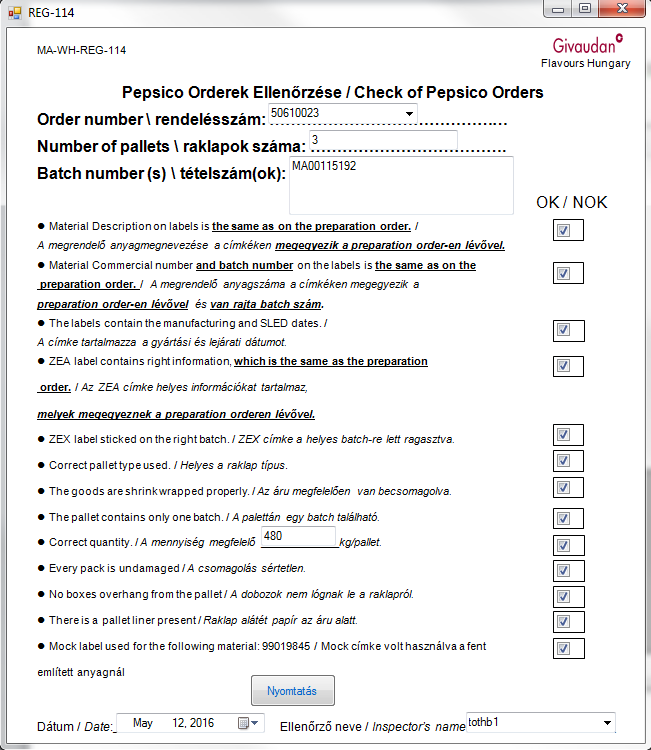 REG-114
MA-WH-REG-114
Givaudan
Flavours Hungary
Pepsico Orderek Ellenőrzése / Check of Pepsico Orders
Order number \ rendelésszám: 50610023
Number of pallets \ raklapok száma: 3
Batch number (s) \ tételszám(ok): MA00115192
OK / NOK
● Material Description on labels is the same as on the preparation order. /
A megrendelő anyagmegnevezése a címkéken megegyezik a preparation order-en lévővel.
● Material Commercial number and batch number on the labels is the same as on the
preparation order. / A megrendelő anyagszáma a címkéken megegyezik a
preparation order-en lévővel és van rajta batch szám.
● The labels contain the manufacturing and SLED dates. /
A címke tartalmazza a gyártási és lejárati dátumot.
● ZEA label contains right information, which is the same as the preparation
order. / Az ZEA címke helyes információkat tartalmaz,
melyek megegyeznek a preparation orderen lévővel.
● ZEX label sticked on the right batch. / ZEX címke a helyes batch-re lett ragasztva.
● Correct pallet type used. / Helyes a raklap típus.
● The goods are shrink wrapped properly. / Az áru megfelelően van becsomagolva.
● The pallet contains only one batch. / A palettán egy batch található.
● Correct quantity. / A mennyiség megfelelő 480 kg/pallet.
● Every pack is undamaged / A csomagolás sértetlen.
● No boxes overhang from the pallet / A dobozok nem lógnak le a raklapról.
● There is a pallet liner present / Raklap alátét papír az áru alatt.
● Mock label used for the following material: 99019845 / Mock címke volt használva a fent
említett anyagnál
Nyomtatás
Dátum / Date: May 12, 2016 Ellenőrző neve / Inspector's name tothb1